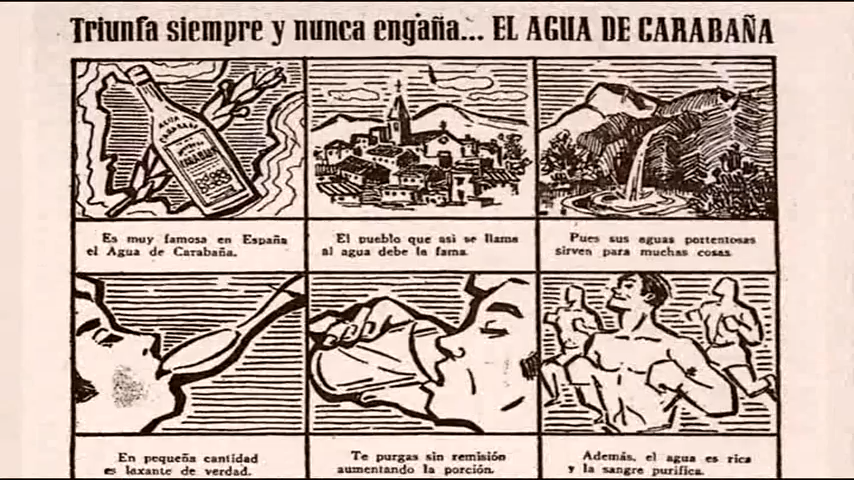 Triunfa siempre y nunca engaña... EL AGUA DE CARABAÑA
AGUA
CARABAÑA
Es muy famosa en España
el Agua de Carabaña.
El pueblo que asi se llama
al agua debe la fama.
Pues sus aguas portentosas
sirven para muchas cosas
En pequeña cantidad
es laxante de verdad.
Te purgas sin remisión
aumentando la porción.
Además, el agua es rica
y la sangre purifica.